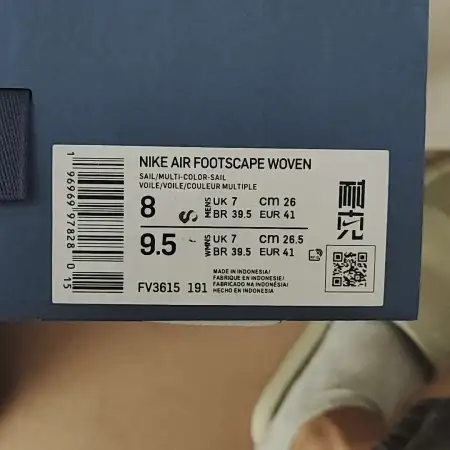 NIKE AIR FOOTSCAPE WOVEN
SAIL/MULTI-COLOR-SAIL
VOILE/VOILE/COULEUR MULTIPLE
8 S MENS UK 7 CM 26
BR 39.5 EUR 41
9.5 WMNS UK 7 CM 26.5
BR 39.5 EUR 41
MADE IN INDONESIA/
FABRIQUE EN INDONESIE/
FABRICADO NA INDONÉSIA/
HECHO EN INDONESIA
FV3615 191
1 96969 97828 0 15
耐克